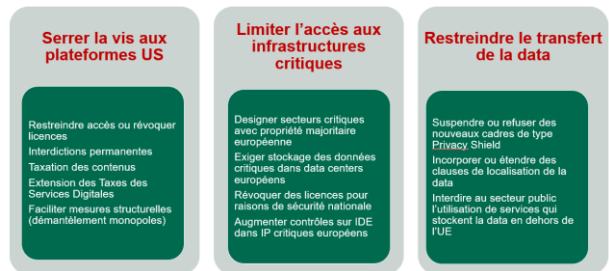 Serrer la vis aux
plateformes US
Restreindre accès ou révoquer
licences
Interdictions permanentes
Taxation des contenus
Extension des Taxes des
Services Digitales
Faciliter mesures structurelles
(démantèlement monopoles)
Limiter l'accès aux
infrastructures
critiques
Designer secteurs critiques
avec propriété majoritaire
européenne
Exiger stockage des données
critiques dans data centers
européens
Révoquer des licences pour
raisons de sécurité nationale
Augmenter contrôles sur IDE
dans IP critiques européens
Restreindre le transfert
de la data
Suspendre ou refuser des
nouveaux cadres de type
Privacy Shield
Incorporer ou étendre des
clauses de localisation de la
data
Interdire au secteur public
l'utilisation de services qui
stockent la data en dehors de
l'UE